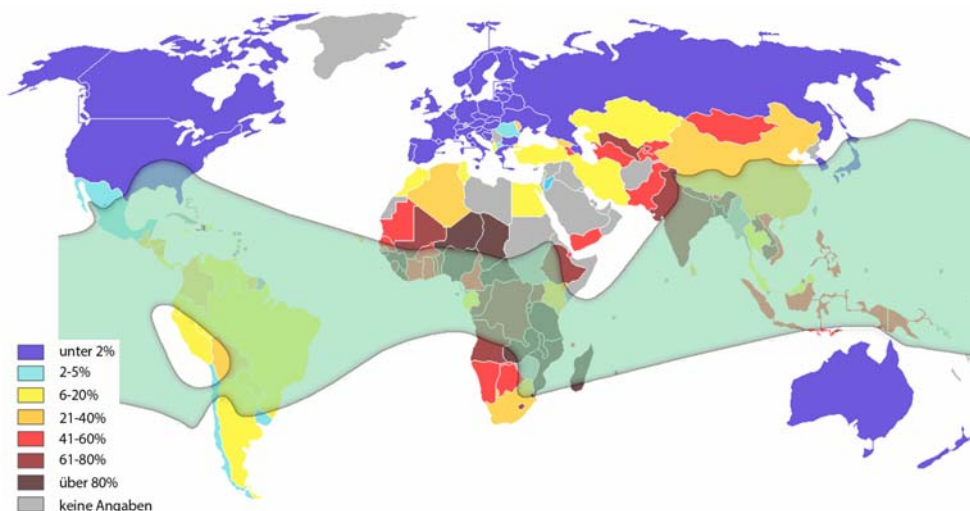 unter 2%
2-5%
6-20%
21-40%
41-60%
61-80%
über 80%
keine Angaben